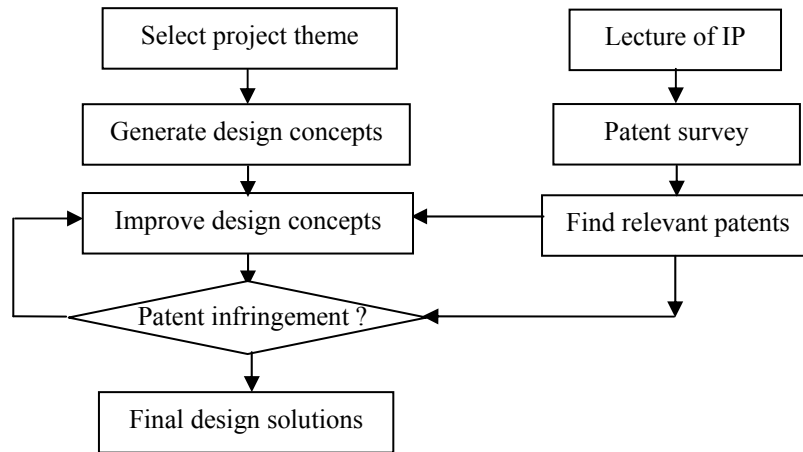 Select project theme
Lecture of IP
Generate design concepts
Patent survey
Improve design concepts
Find relevant patents
Patent infringement ?
Final design solutions